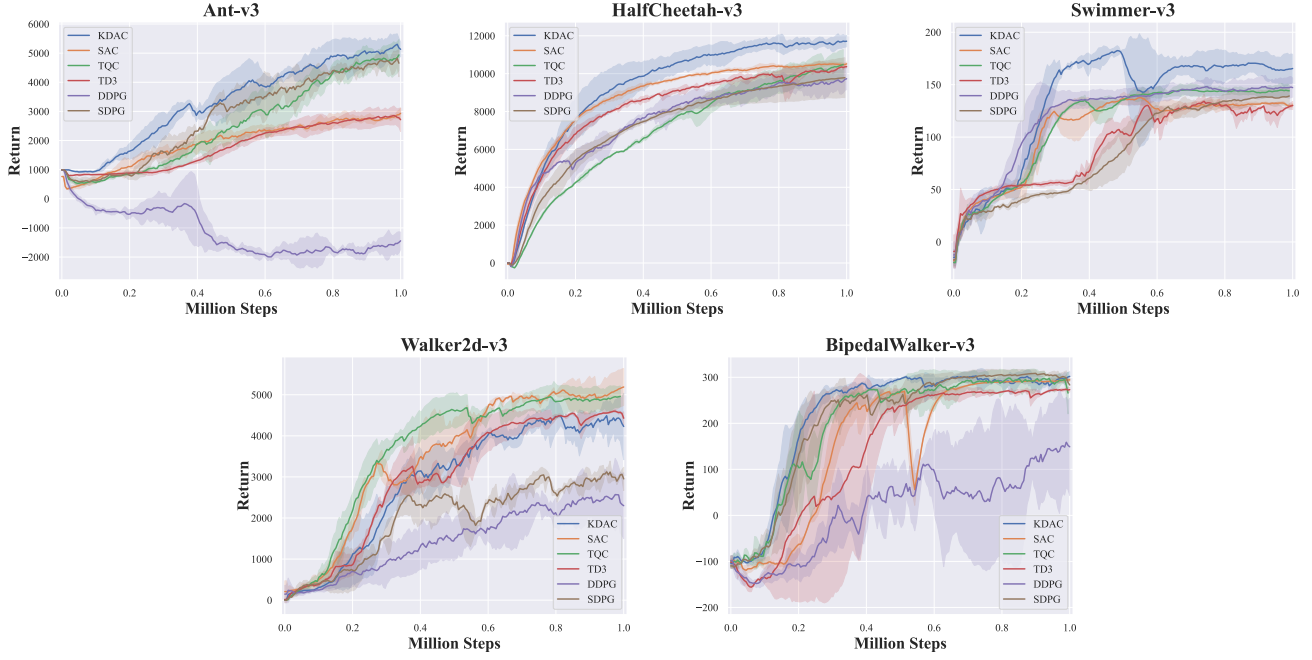 Ant-v3
6000
5000
4000
3000
2000
1000
0
−1000
−2000
Return
KDAC
SAC
TQC
TD3
DDPG
SDPG
0.0 0.2 0.4 0.6 0.8 1.0
Million Steps
HalfCheetah-v3
12000
10000
8000
6000
4000
2000
0
Return
KDAC
SAC
TQC
TD3
DDPG
SDPG
0.0 0.2 0.4 0.6 0.8 1.0
Million Steps
Swimmer-v3
200
150
100
50
0
Return
KDAC
SAC
TQC
TD3
DDPG
SDPG
0.0 0.2 0.4 0.6 0.8 1.0
Million Steps
Walker2d-v3
5000
4000
3000
2000
1000
0
Return
KDAC
SAC
TQC
TD3
DDPG
SDPG
0.0 0.2 0.4 0.6 0.8 1.0
Million Steps
BipedalWalker-v3
300
200
100
0
−100
−200
Return
KDAC
SAC
TQC
TD3
DDPG
SDPG
0.0 0.2 0.4 0.6 0.8 1.0
Million Steps